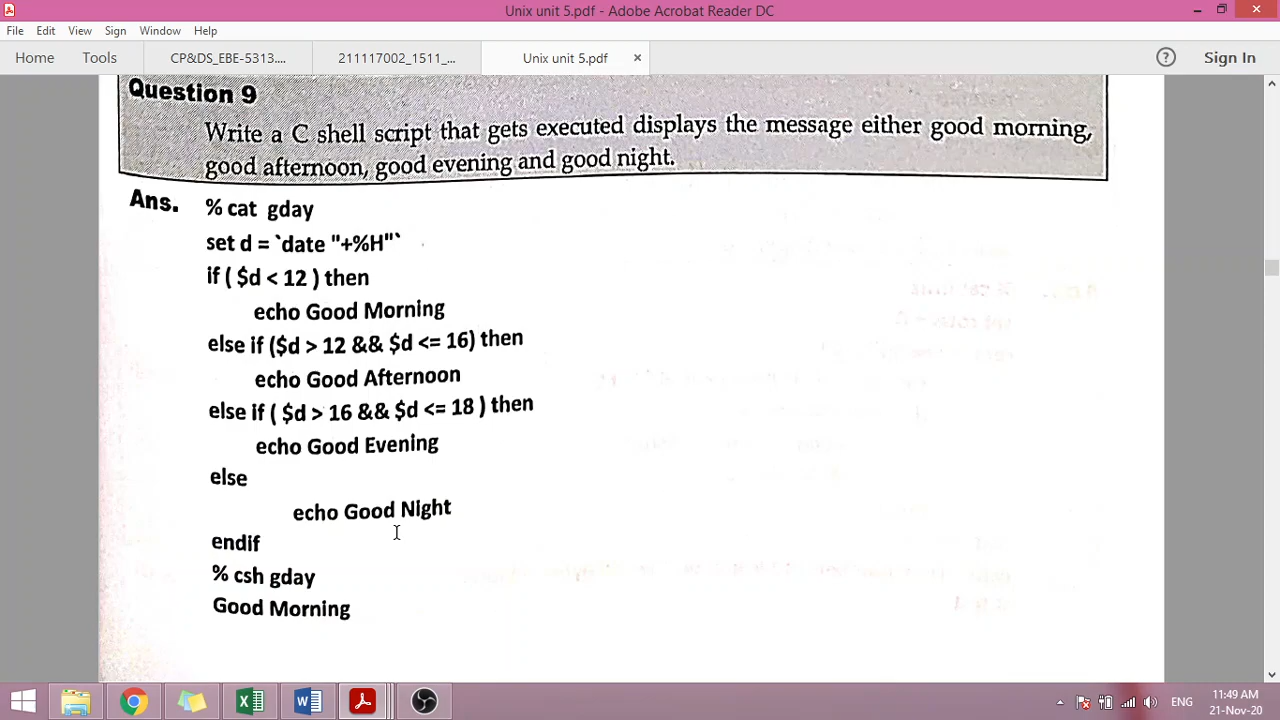 Unix unit 5.pdf - Adobe Acrobat Reader DC
File Edit View Sign Window Help
Home Tools CP&DS_EBE-5313.... 211117002_1511_... Unix unit 5.pdf × Sign In
Question 9
Write a C shell script that gets executed displays the message either good morning,
good afternoon, good evening and good night.
Ans. % cat gday
set d = `date "+%H"`
if ( $d < 12 ) then
echo Good Morning
else if ($d > 12 && $d <= 16) then
echo Good Afternoon
else if ( $d > 16 && $d <= 18 ) then
echo Good Evening
else
echo Good Night
endif
% csh gday
Good Morning
ENG
11:49 AM
21-Nov-20